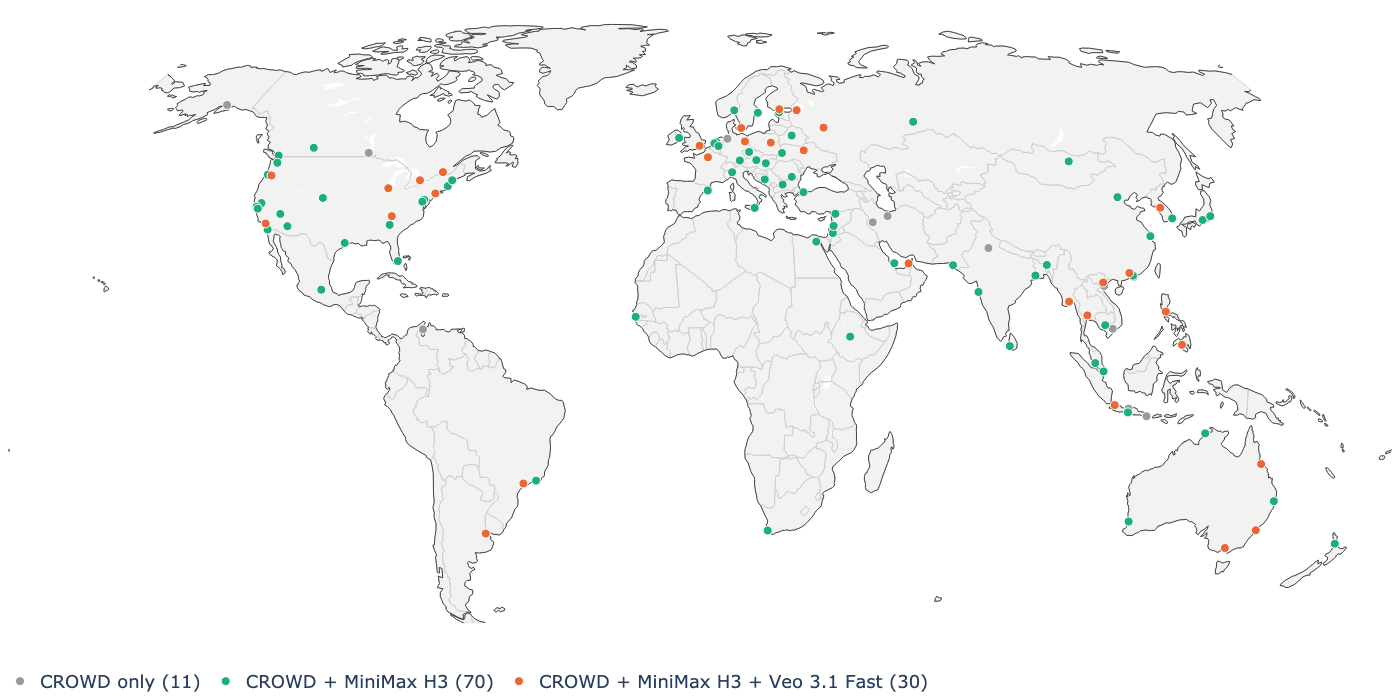 CROWD only (11)
CROWD + MiniMax H3 (70)
CROWD + MiniMax H3 + Veo 3.1 Fast (30)